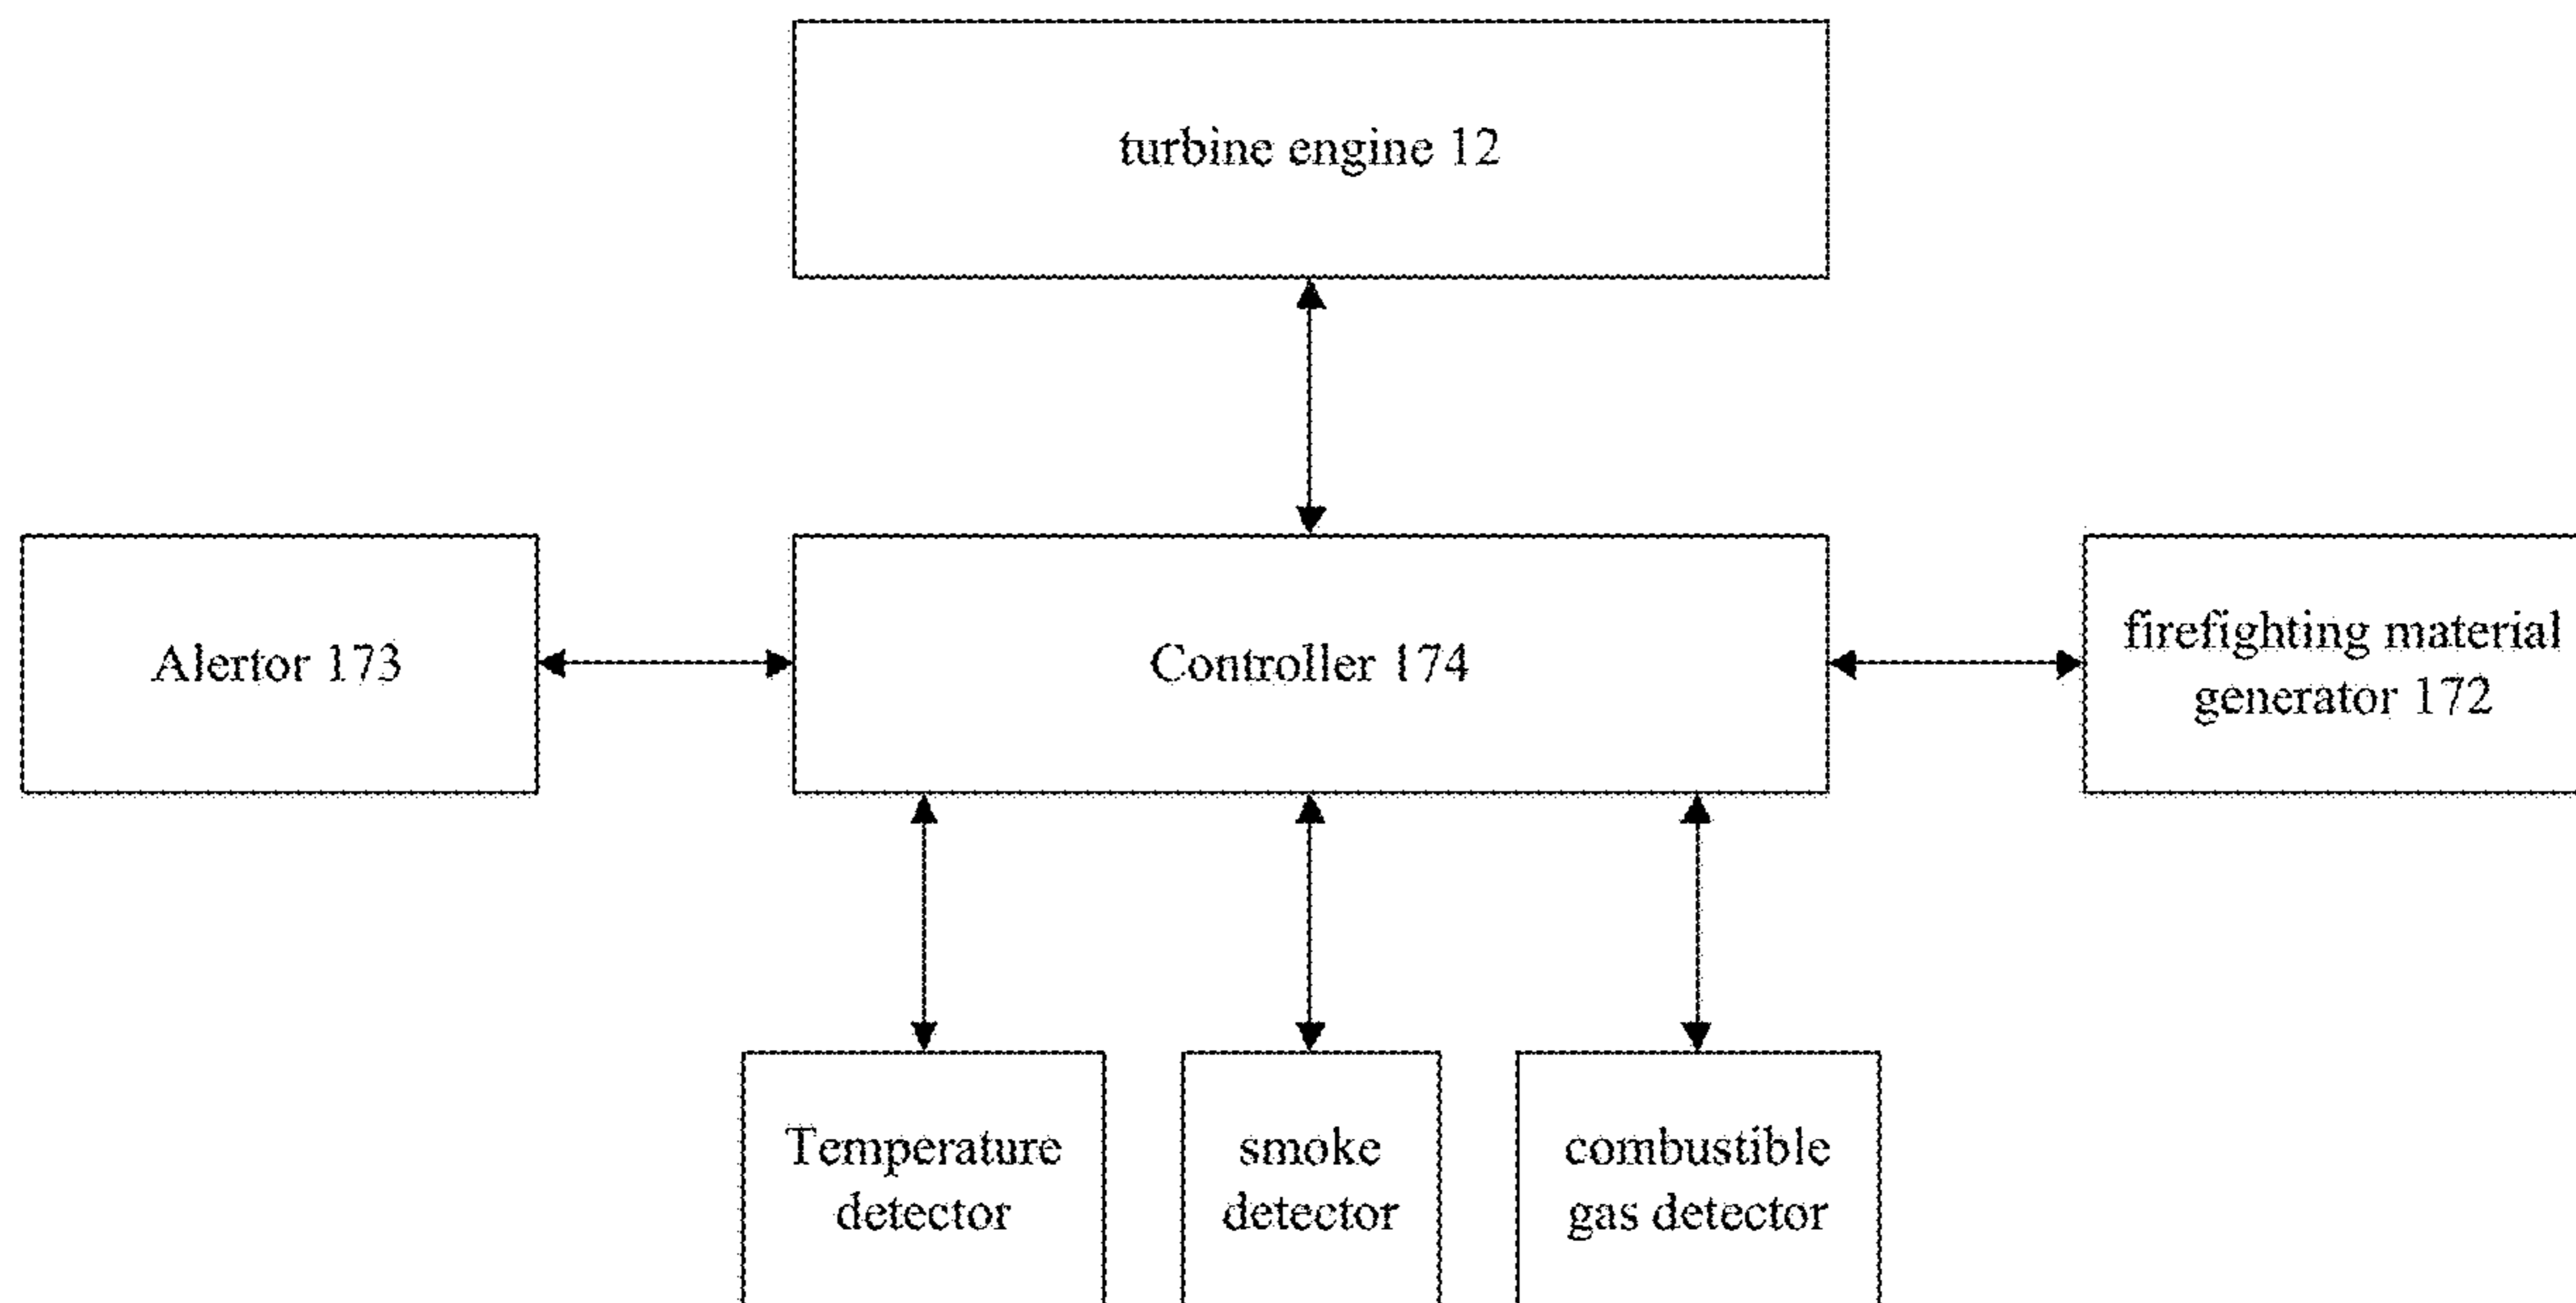 turbine engine 12
Alertor 173
Controller 174
firefighting material
generator 172
Temperature
detector
smoke
detector
combustible
gas detector